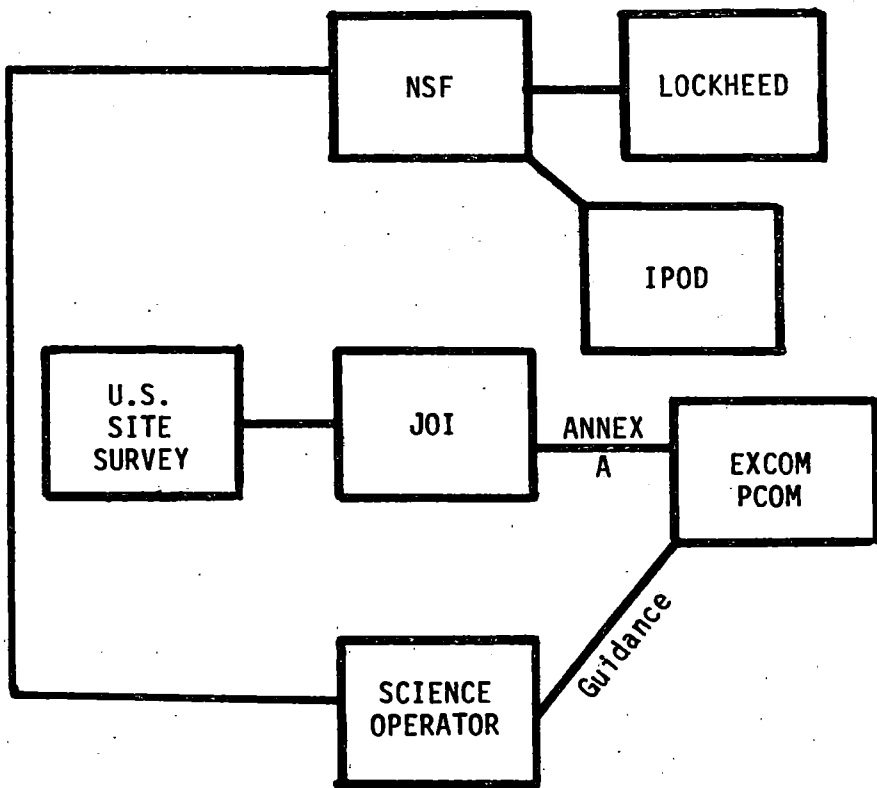 NSF
LOCKHEED
IPOD
U.S.
SITE
SURVEY
JOI
ANNEX
A
EXCOM
PCOM
Guidance
SCIENCE
OPERATOR